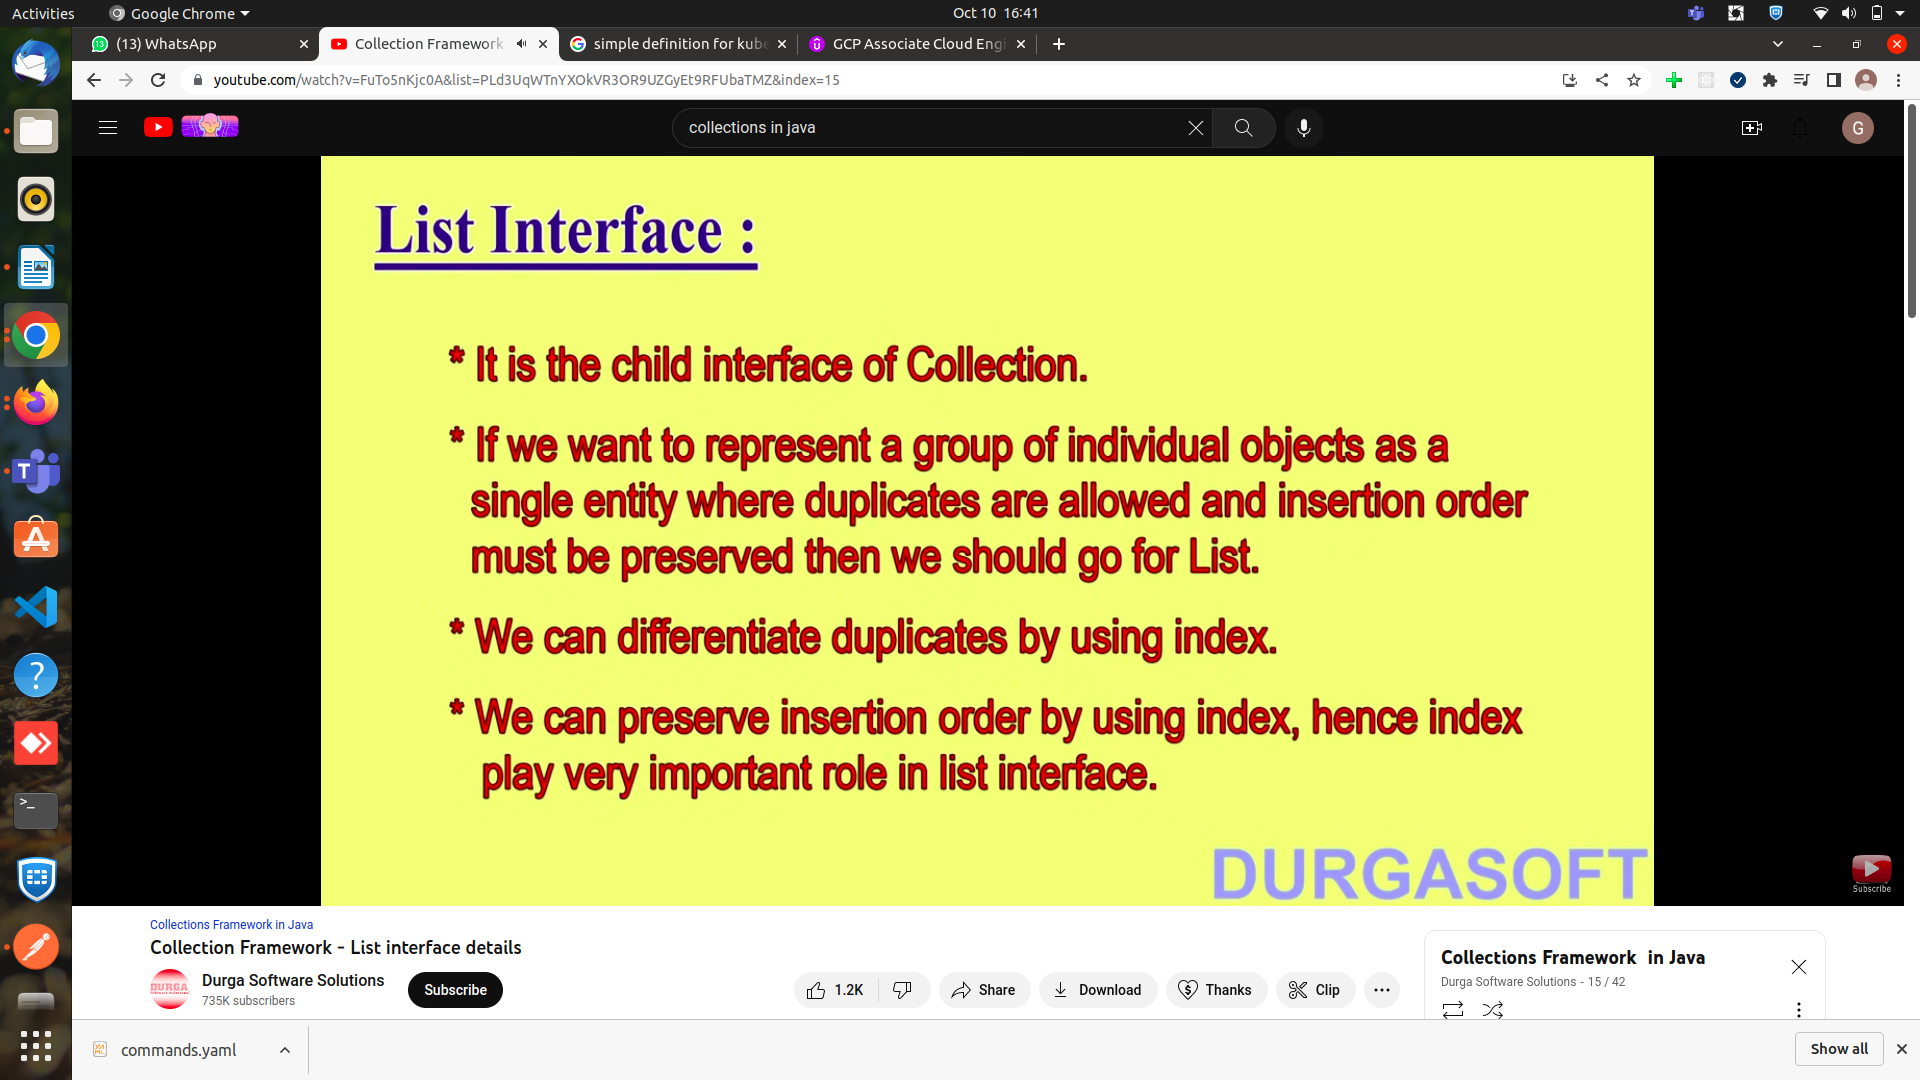 Activities
Google Chrome
Oct 10 16:41
(13) WhatsApp
Collection Framework
simple definition for kube
GCP Associate Cloud Engi
youtube.com/watch?v=FuTo5nKjc0A&list=PLd3UqWTnYXOkVR3OR9UZGyEt9RFUbaTMZ&index=15
collections in java
G
List Interface :
* It is the child interface of Collection.
* If we want to represent a group of individual objects as a
single entity where duplicates are allowed and insertion order
must be preserved then we should go for List.
* We can differentiate duplicates by using index.
* We can preserve insertion order by using index, hence index
play very important role in list interface.
DURGASOFT
Subscribe
Collections Framework in Java
Collection Framework - List interface details
DURGA
Durga Software Solutions
735K subscribers
Subscribe
1.2K
Share
Download
Thanks
Clip
Collections Framework in Java
Durga Software Solutions - 15 / 42
commands.yaml
Show all